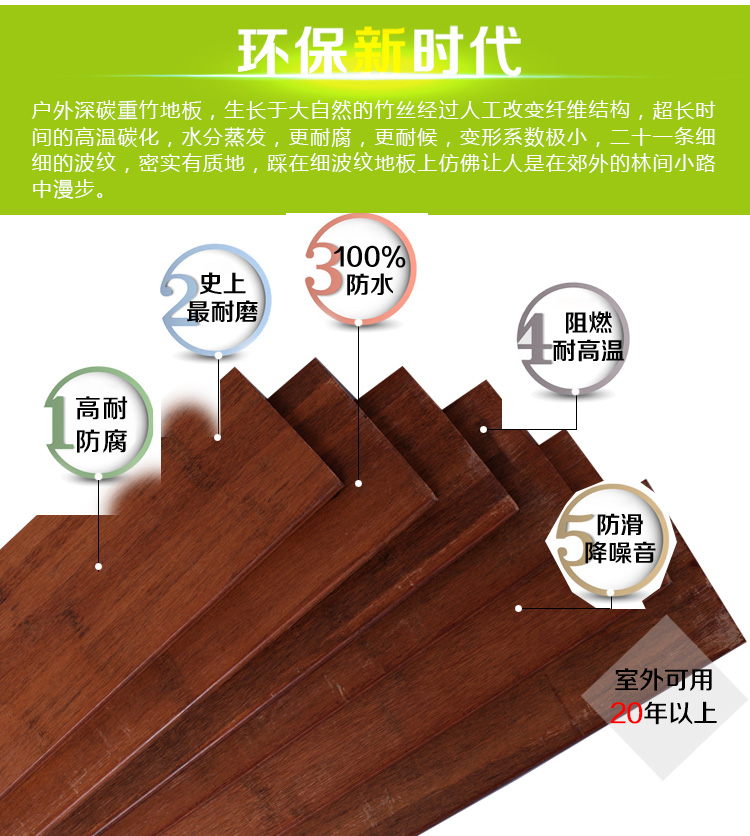 环保新时代
户外深碳重竹地板，生长于大自然的竹丝经过人工改变纤维结构，超长时
间的高温碳化，水分蒸发，更耐腐，更耐候，变形系数极小，二十一条细
细的波纹，密实有质地，踩在细波纹地板上仿佛让人是在郊外的林间小路
中漫步。
1
高耐
防腐
2
史上
最耐磨
3
100%
防水
4
阻燃
耐高温
5
防滑
降噪音
室外可用
20年以上